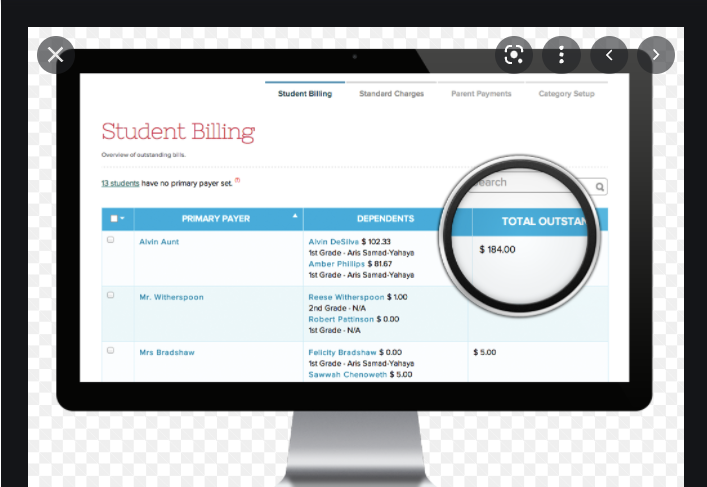 Student Billing Standard Charges Parent Payments Category Setup
Student Billing
Overview of outstanding bills.
13 students have no primary payer set. (?)
earch
PRIMARY PAYER DEPENDENTS TOTAL OUTSTAN
Alvin Aunt Alvin DeSilva $ 102.33 $ 184.00
1st Grade - Aris Samad-Yahaya
Amber Phillips $ 81.67
1st Grade - Aris Samad-Yahaya
Mr. Witherspoon Reese Witherspoon $ 1.00
2nd Grade - N/A
Robert Pattinson $ 0.00
1st Grade - N/A
Mrs Bradshaw Felicity Bradshaw $ 0.00 $ 5.00
1st Grade - Aris Samad-Yahaya
Sawwah Chenoweth $ 5.00